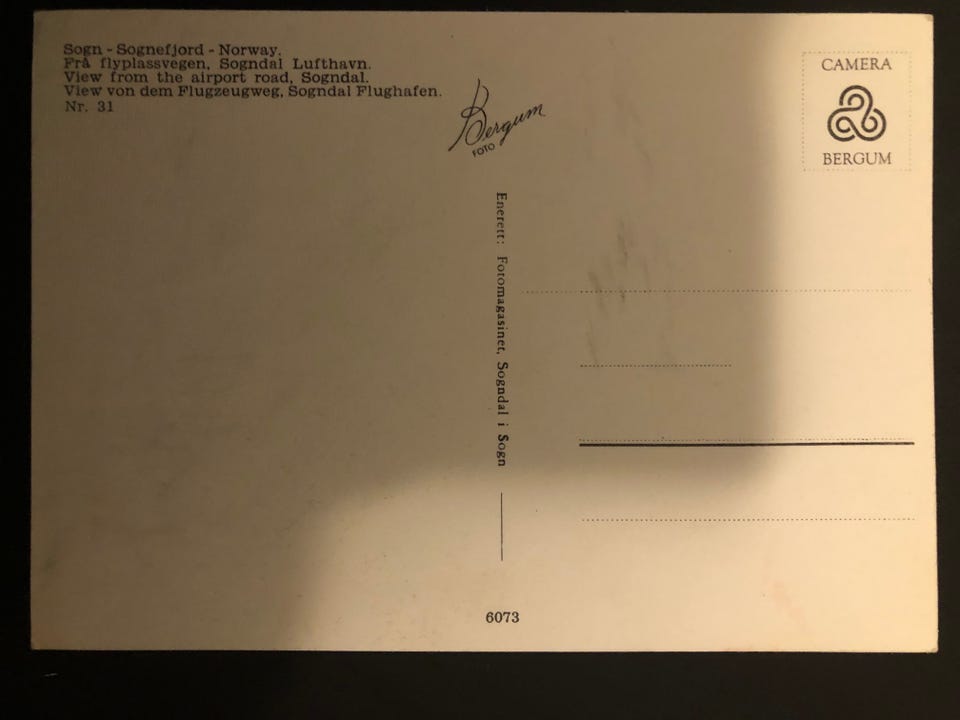 Sogn - Sognefjord - Norway.
Frå flyplassvegen, Sogndal Lufthavn.
View from the airport road, Sogndal.
View von dem Flugzeugweg, Sogndal Flughafen.
Nr. 31
Bergum
FOTO
CAMERA
BERGUM
Enerett: Fotomagasinet, Sogndal i Sogn
6073